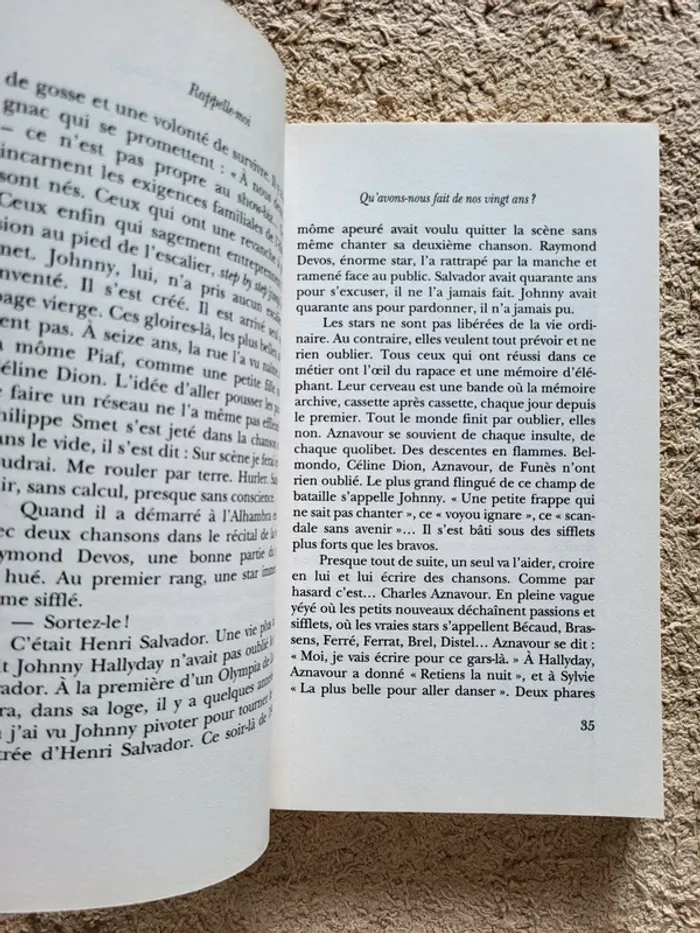 Rappelle-moi
de gosse et une volonté de survivre. Il y
gnac qui se promettent : « À nous
— ce n'est pas propre au show-biz.
incarnent les exigences familiales de
sont nés. Ceux qui ont une revanche à
Ceux enfin qui sagement entreprennent
sion au pied de l'escalier, step by step
met. Johnny, lui, n'a pris aucun
nventé. Il s'est créé. Il est arrivé seul
page vierge. Ces gloires-là, les plus belles,
ent pas. À seize ans, la rue l'a vu
a môme Piaf, comme une petite fille
Céline Dion. L'idée d'aller pousser les
e faire un réseau ne l'a même pas
hilippe Smet s'est jeté dans la chanson
ans le vide, il s'est dit : Sur scène je ferai
oudrai. Me rouler par terre. Hurler.
ir, sans calcul, presque sans conscience.
Quand il a démarré à l'Alhambra
ec deux chansons dans le récital de
aymond Devos, une bonne partie du
hué. Au premier rang, une star
me sifflé.
— Sortez-le !
C'était Henri Salvador. Une vie plus
t Johnny Hallyday n'avait pas oublié
vador. À la première d'un Olympia de
ra, dans sa loge, il y a quelques années
j'ai vu Johnny pivoter pour tourner
trée d'Henri Salvador. Ce soir-là de
Qu'avons-nous fait de nos vingt ans ?
môme apeuré avait voulu quitter la scène sans
même chanter sa deuxième chanson. Raymond
Devos, énorme star, l'a rattrapé par la manche et
ramené face au public. Salvador avait quarante ans
pour s'excuser, il ne l'a jamais fait. Johnny avait
quarante ans pour pardonner, il n'a jamais pu.
Les stars ne sont pas libérées de la vie ordi-
naire. Au contraire, elles veulent tout prévoir et ne
rien oublier. Tous ceux qui ont réussi dans ce
métier ont l'œil du rapace et une mémoire d'élé-
phant. Leur cerveau est une bande où la mémoire
archive, cassette après cassette, chaque jour depuis
le premier. Tout le monde finit par oublier, elles
non. Aznavour se souvient de chaque insulte, de
chaque quolibet. Des descentes en flammes. Bel-
mondo, Céline Dion, Aznavour, de Funès n'ont
rien oublié. Le plus grand flingué de ce champ de
bataille s'appelle Johnny. « Une petite frappe qui
ne sait pas chanter », ce « voyou ignare », ce « scan-
dale sans avenir »... Il s'est bâti sous des sifflets
plus forts que les bravos.
Presque tout de suite, un seul va l'aider, croire
en lui et lui écrire des chansons. Comme par
hasard c'est... Charles Aznavour. En pleine vague
yéyé où les petits nouveaux déchaînent passions et
sifflets, où les vraies stars s'appellent Bécaud, Bras-
sens, Ferré, Ferrat, Brel, Distel... Aznavour se dit :
« Moi, je vais écrire pour ce gars-là. » À Hallyday,
Aznavour a donné « Retiens la nuit », et à Sylvie
« La plus belle pour aller danser ». Deux phares
35